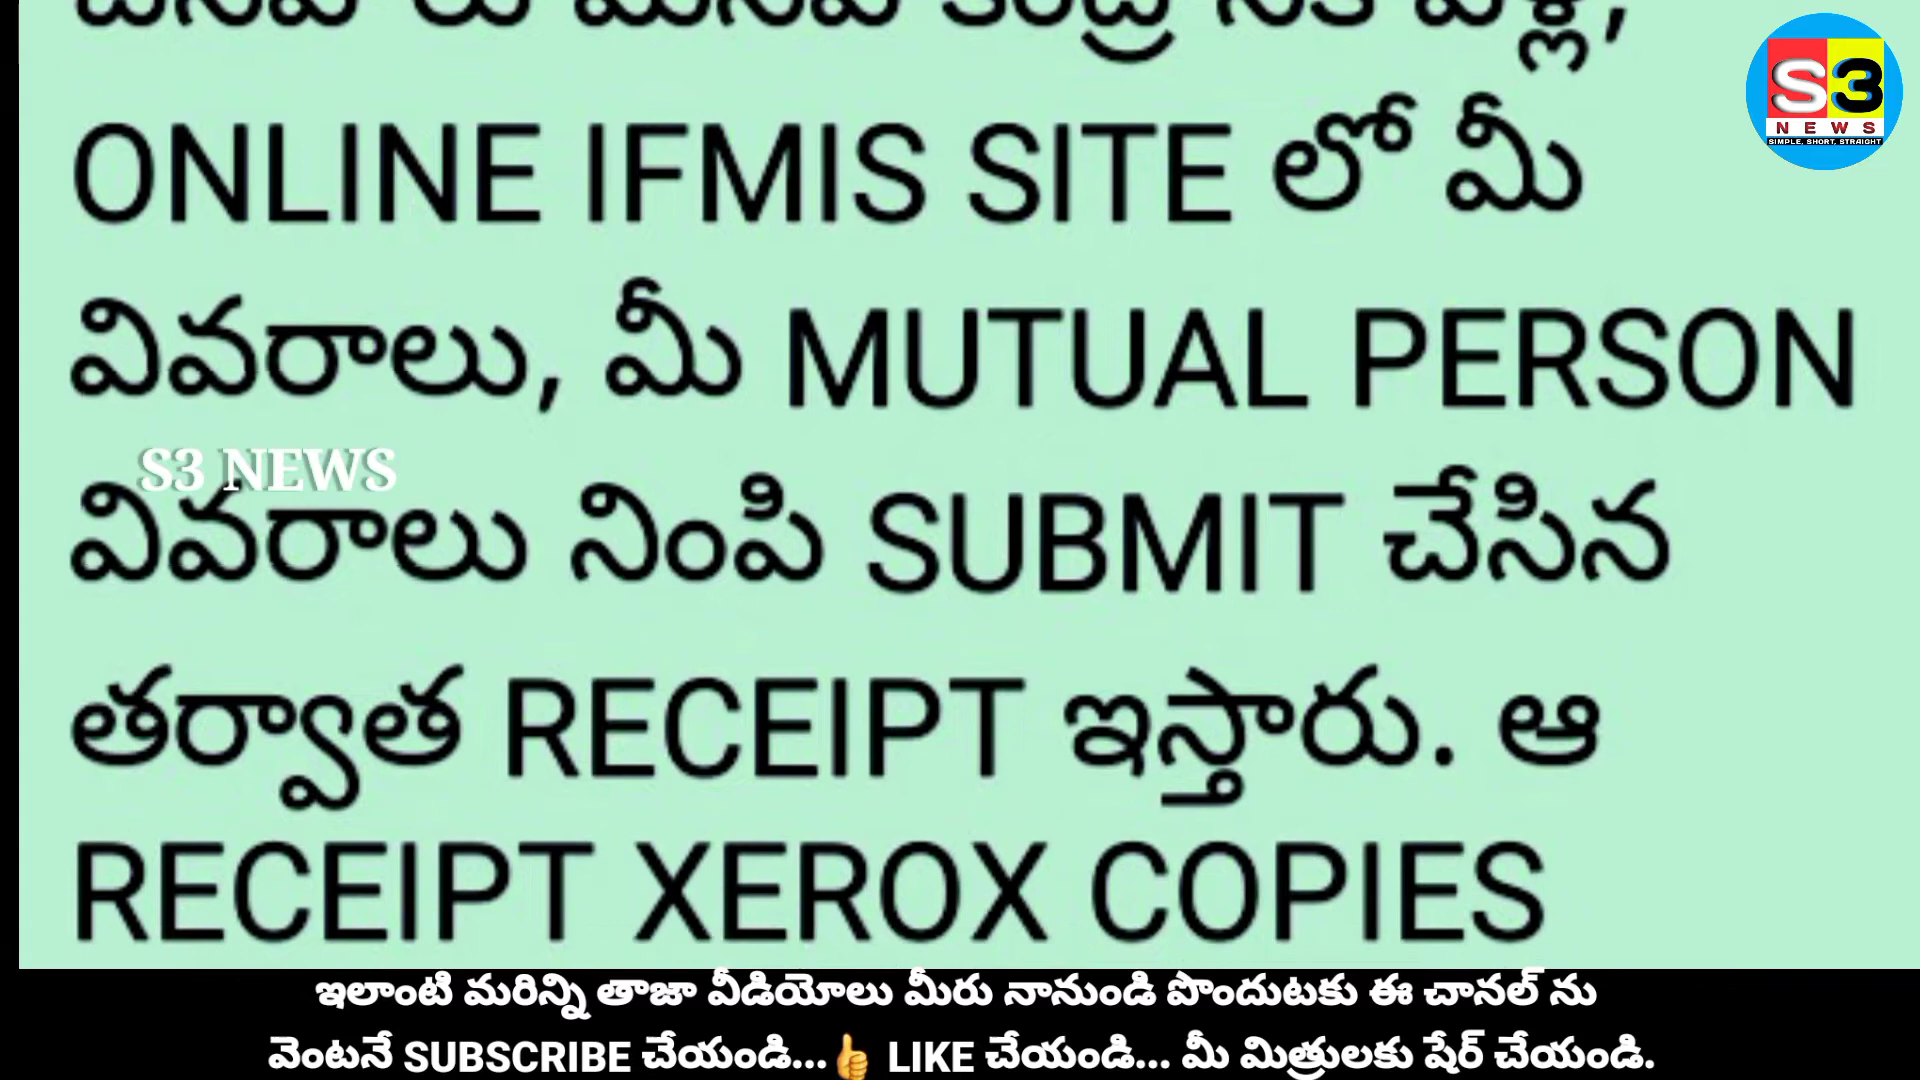 ONLINE IFMIS SITE లో మీ
వివరాలు, మీ MUTUAL PERSON
వివరాలు నింపి SUBMIT చేసిన
తర్వాత RECEIPT ఇస్తారు. ఆ
RECEIPT XEROX COPIES
S3 NEWS
S3
NEWS
SIMPLE, SHORT, STRAIGHT
ఇలాంటి మరిన్ని తాజా వీడియోలు మీరు నానుండి పొందుటకు ఈ చానల్ ను
వెంటనే SUBSCRIBE చేయండి...👍 LIKE చేయండి... మీ మిత్రులకు షేర్ చేయండి.